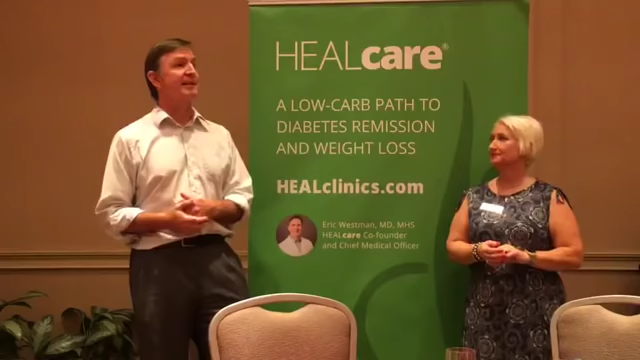 HEALcare®
A LOW-CARB PATH TO
DIABETES REMISSION
AND WEIGHT LOSS
HEALclinics.com
Eric Westman, MD, MHS
HEALcare Co-founder
and Chief Medical Officer